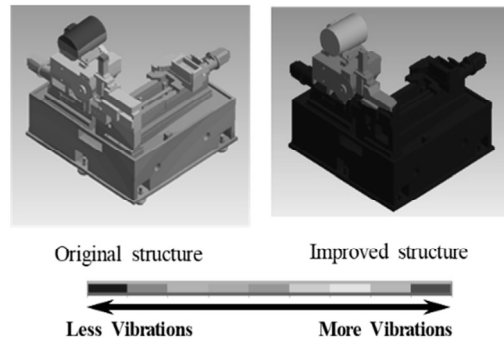 Original structure
Improved structure
Less Vibrations
More Vibrations